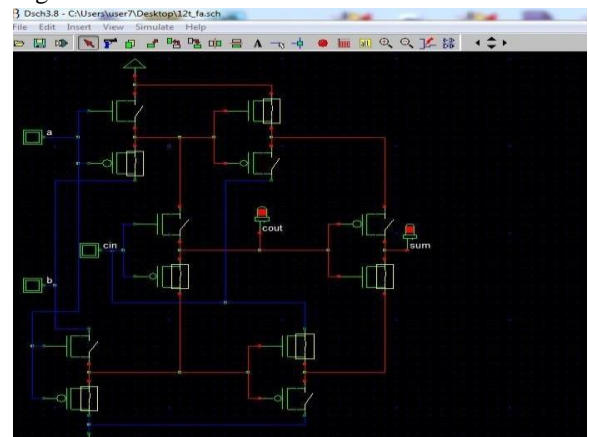 Dsch3.8 - C:\Users\user7\Desktop\12t_fa.sch
File Edit Insert View Simulate Help
a
cout
cin
sum
b